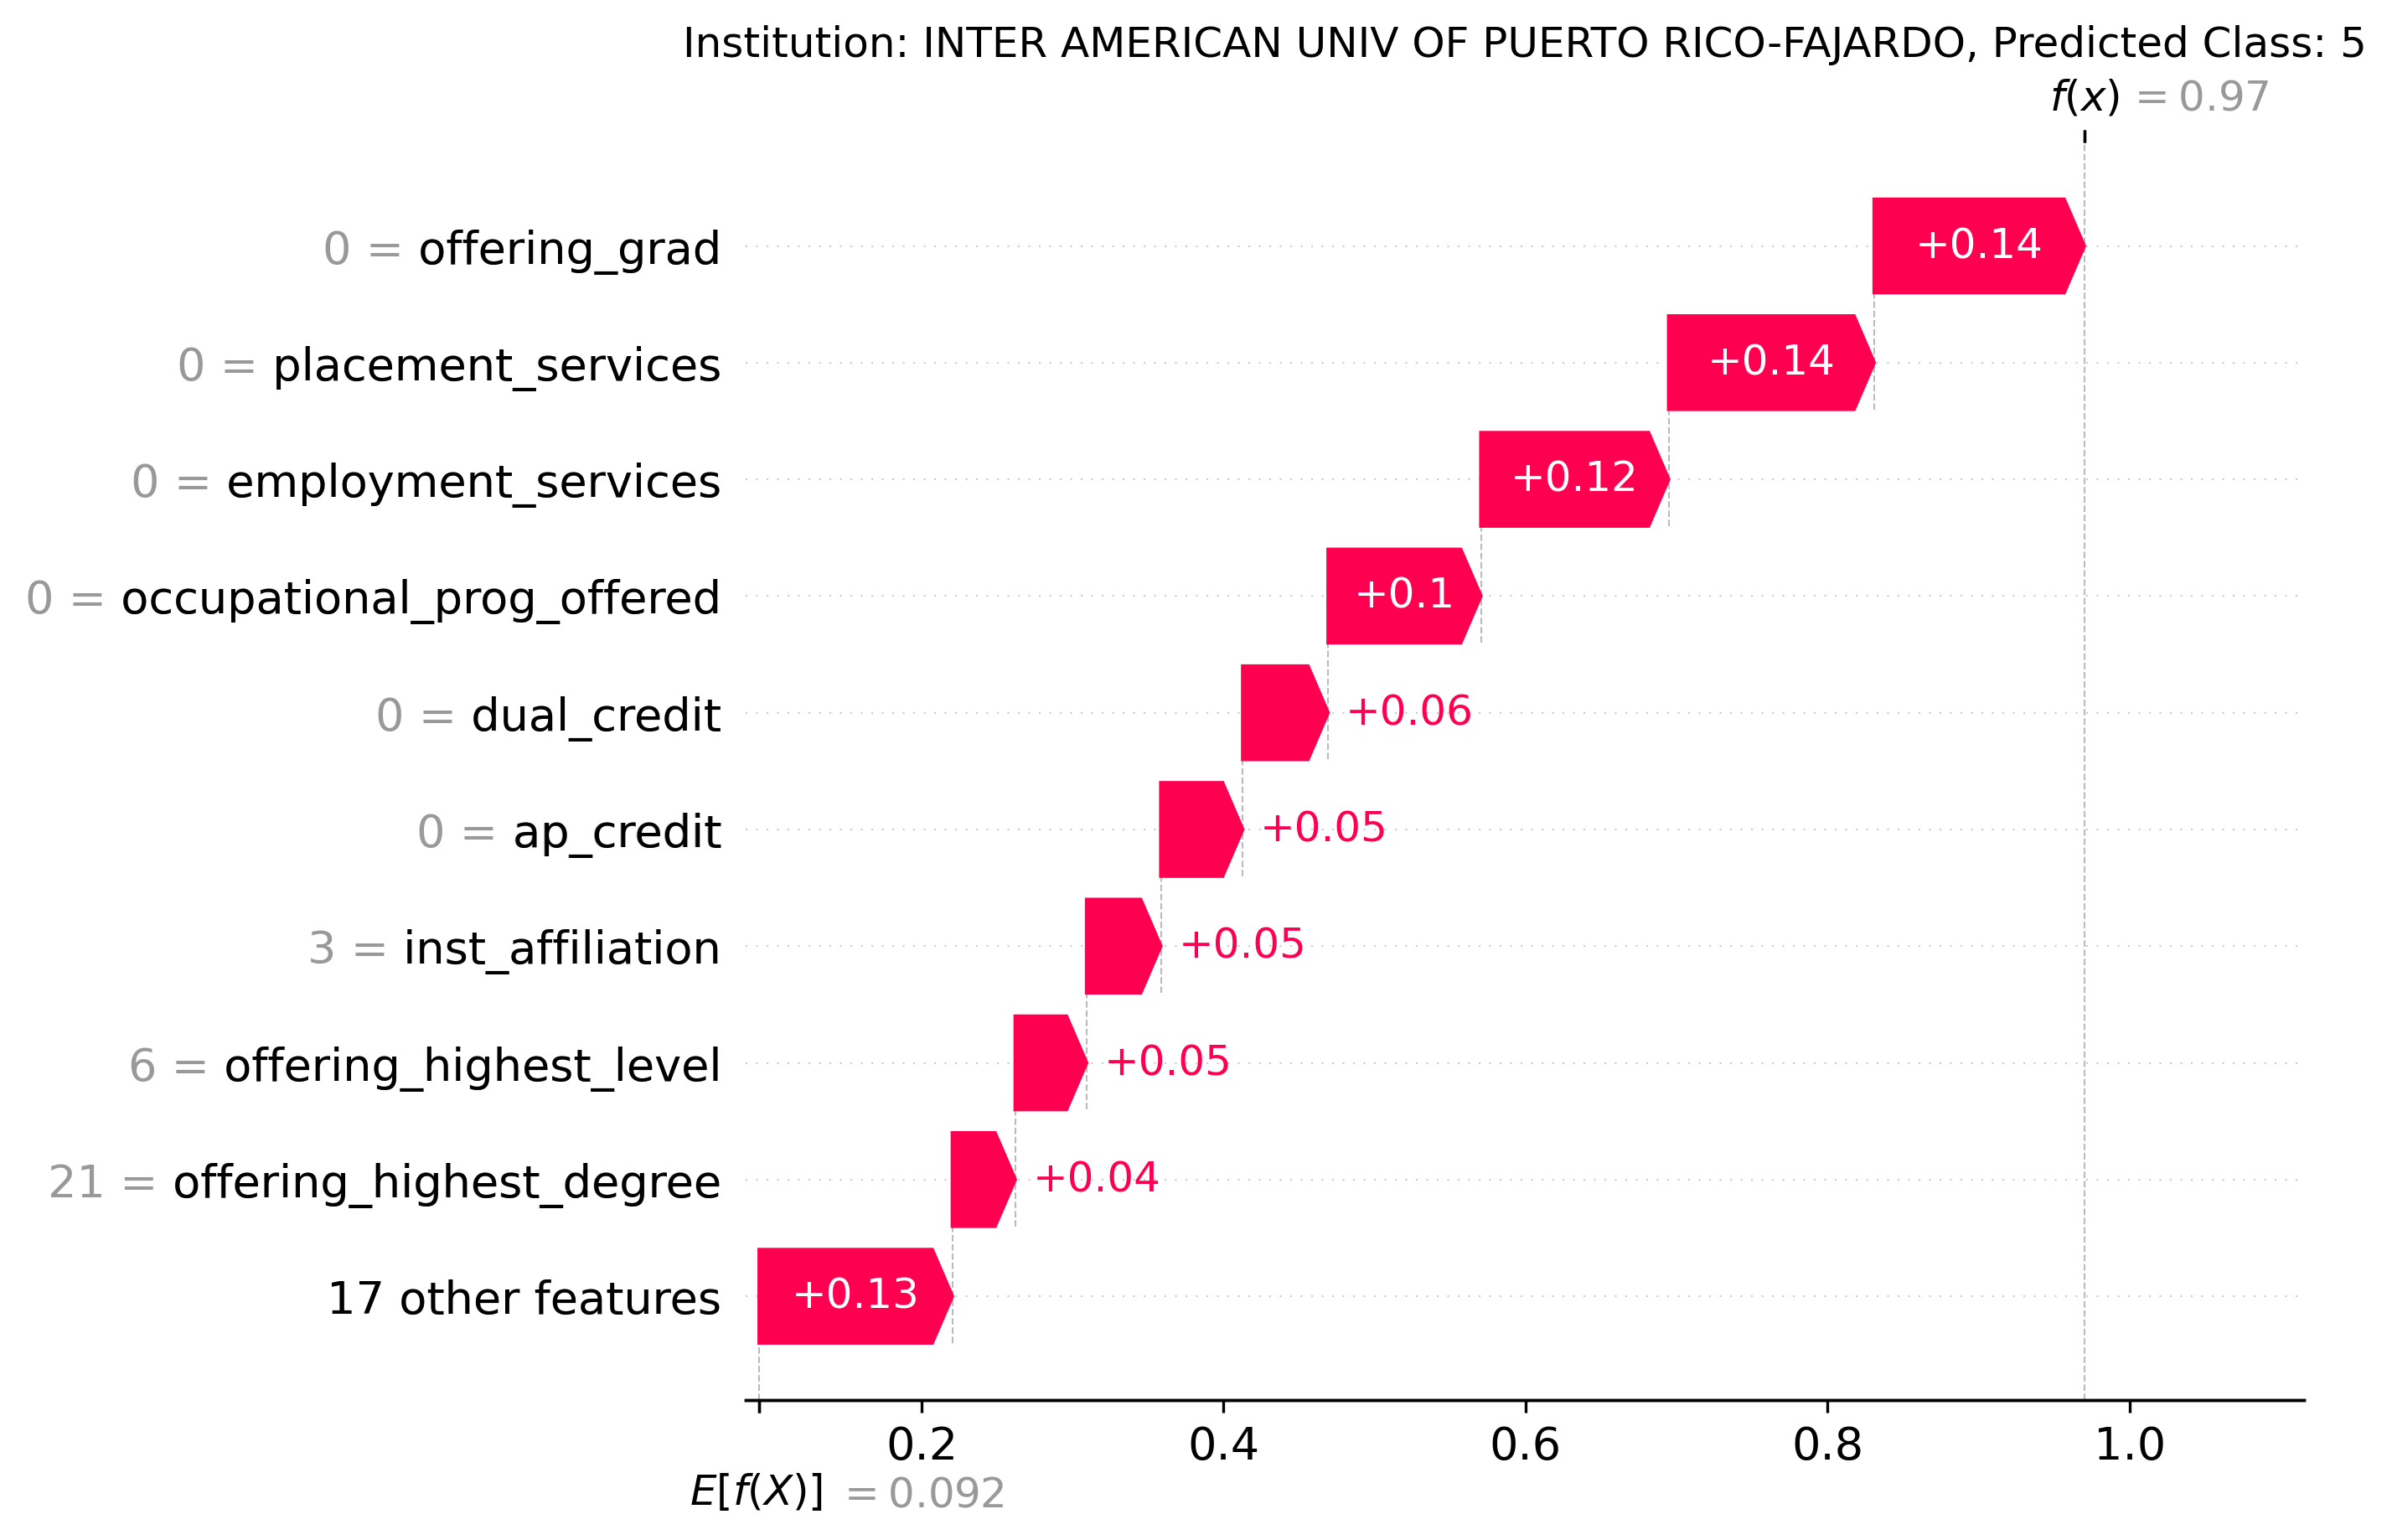 Institution: INTER AMERICAN UNIV OF PUERTO RICO-FAJARDO, Predicted Class: 5
f(x) = 0.97
0 = offering_grad +0.14
0 = placement_services +0.14
0 = employment_services +0.12
0 = occupational_prog_offered +0.1
0 = dual_credit +0.06
0 = ap_credit +0.05
3 = inst_affiliation +0.05
6 = offering_highest_level +0.05
21 = offering_highest_degree +0.04
17 other features +0.13
0.2 0.4 0.6 0.8 1.0
E[f(X)] = 0.092